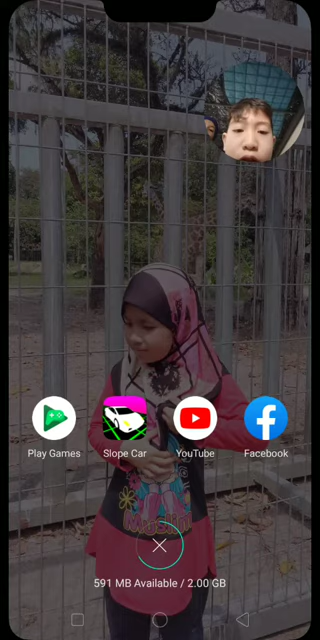 Play Games
Slope Car
YouTube
Facebook
591 MB Available / 2.00 GB